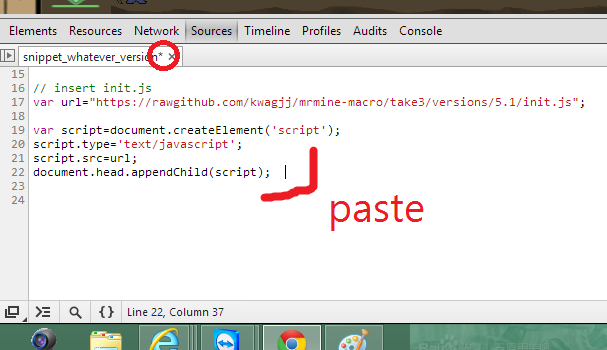 Elements Resources Network Sources Timeline Profiles Audits Console
snippet_whatever_version* ×
15
16 // insert init.js
17 var url="https://rawgithub.com/kwagjj/mrmine-macro/take3/versions/5.1/init.js";
18
19 var script=document.createElement('script');
20 script.type='text/javascript';
21 script.src=url;
22 document.head.appendChild(script);
23
24
paste
{} Line 22, Column 37